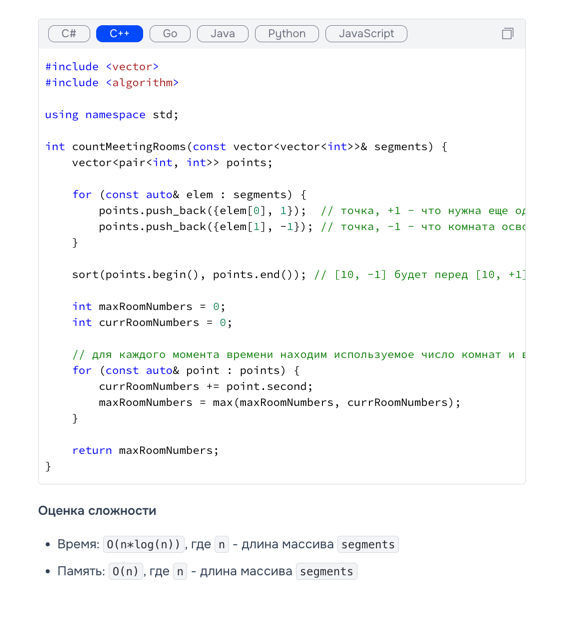 C# C++ Go Java Python JavaScript
#include <vector>
#include <algorithm>
using namespace std;
int countMeetingRooms(const vector<vector<int>>& segments) {
    vector<pair<int, int>> points;
    for (const auto& elem : segments) {
        points.push_back({elem[0], 1});  // точка, +1 - что нужна еще
        points.push_back({elem[1], -1}); // точка, -1 - что комната
    }
    sort(points.begin(), points.end()); // [10, -1] будет перед [10, +1]
    int maxRoomNumbers = 0;
    int currRoomNumbers = 0;
    // для каждого момента времени находим используемое число комнат и
    for (const auto& point : points) {
        currRoomNumbers += point.second;
        maxRoomNumbers = max(maxRoomNumbers, currRoomNumbers);
    }
    return maxRoomNumbers;
}
Оценка сложности
• Время: O(n*log(n)), где n - длина массива segments
• Память: O(n), где n - длина массива segments